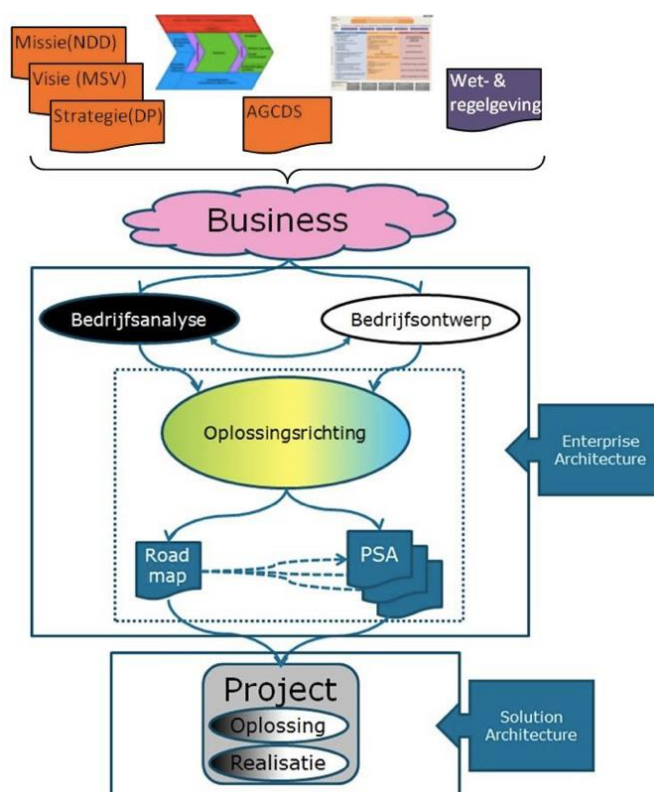 Missie(NDD)
Visie (MSV)
Strategie(DP)
AGCDS
Wet- &
regelgeving
Business
Bedrijfsanalyse
Bedrijfsontwerp
Oplossingsrichting
Enterprise
Architecture
Road
map
PSA
Project
Oplossing
Realisatie
Solution
Architecture